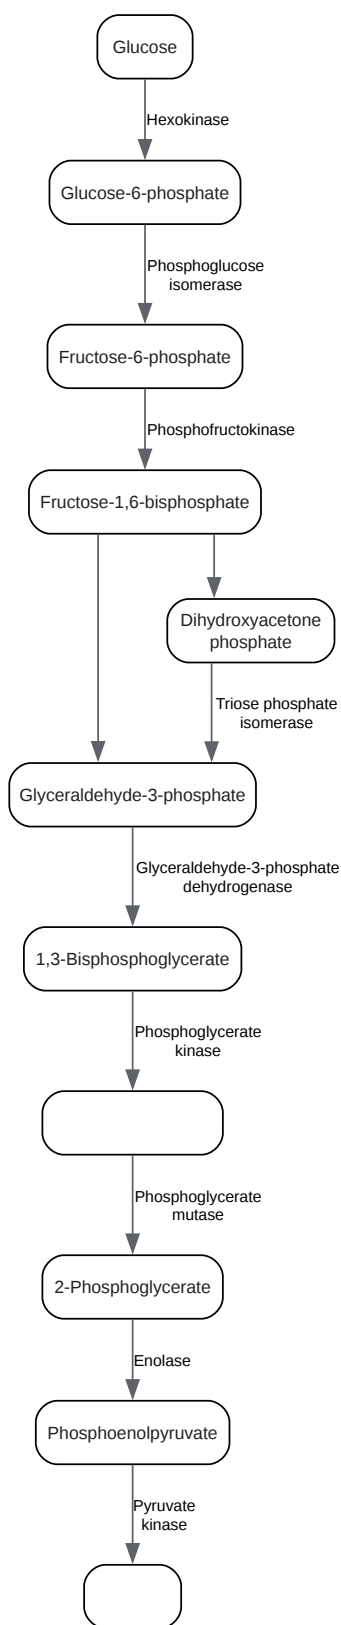 Glucose
Hexokinase
Glucose-6-phosphate
Phosphoglucose
isomerase
Fructose-6-phosphate
Phosphofructokinase
Fructose-1,6-bisphosphate
Dihydroxyacetone
phosphate
Triose phosphate
isomerase
Glyceraldehyde-3-phosphate
Glyceraldehyde-3-phosphate
dehydrogenase
1,3-Bisphosphoglycerate
Phosphoglycerate
kinase
Phosphoglycerate
mutase
2-Phosphoglycerate
Enolase
Phosphoenolpyruvate
Pyruvate
kinase